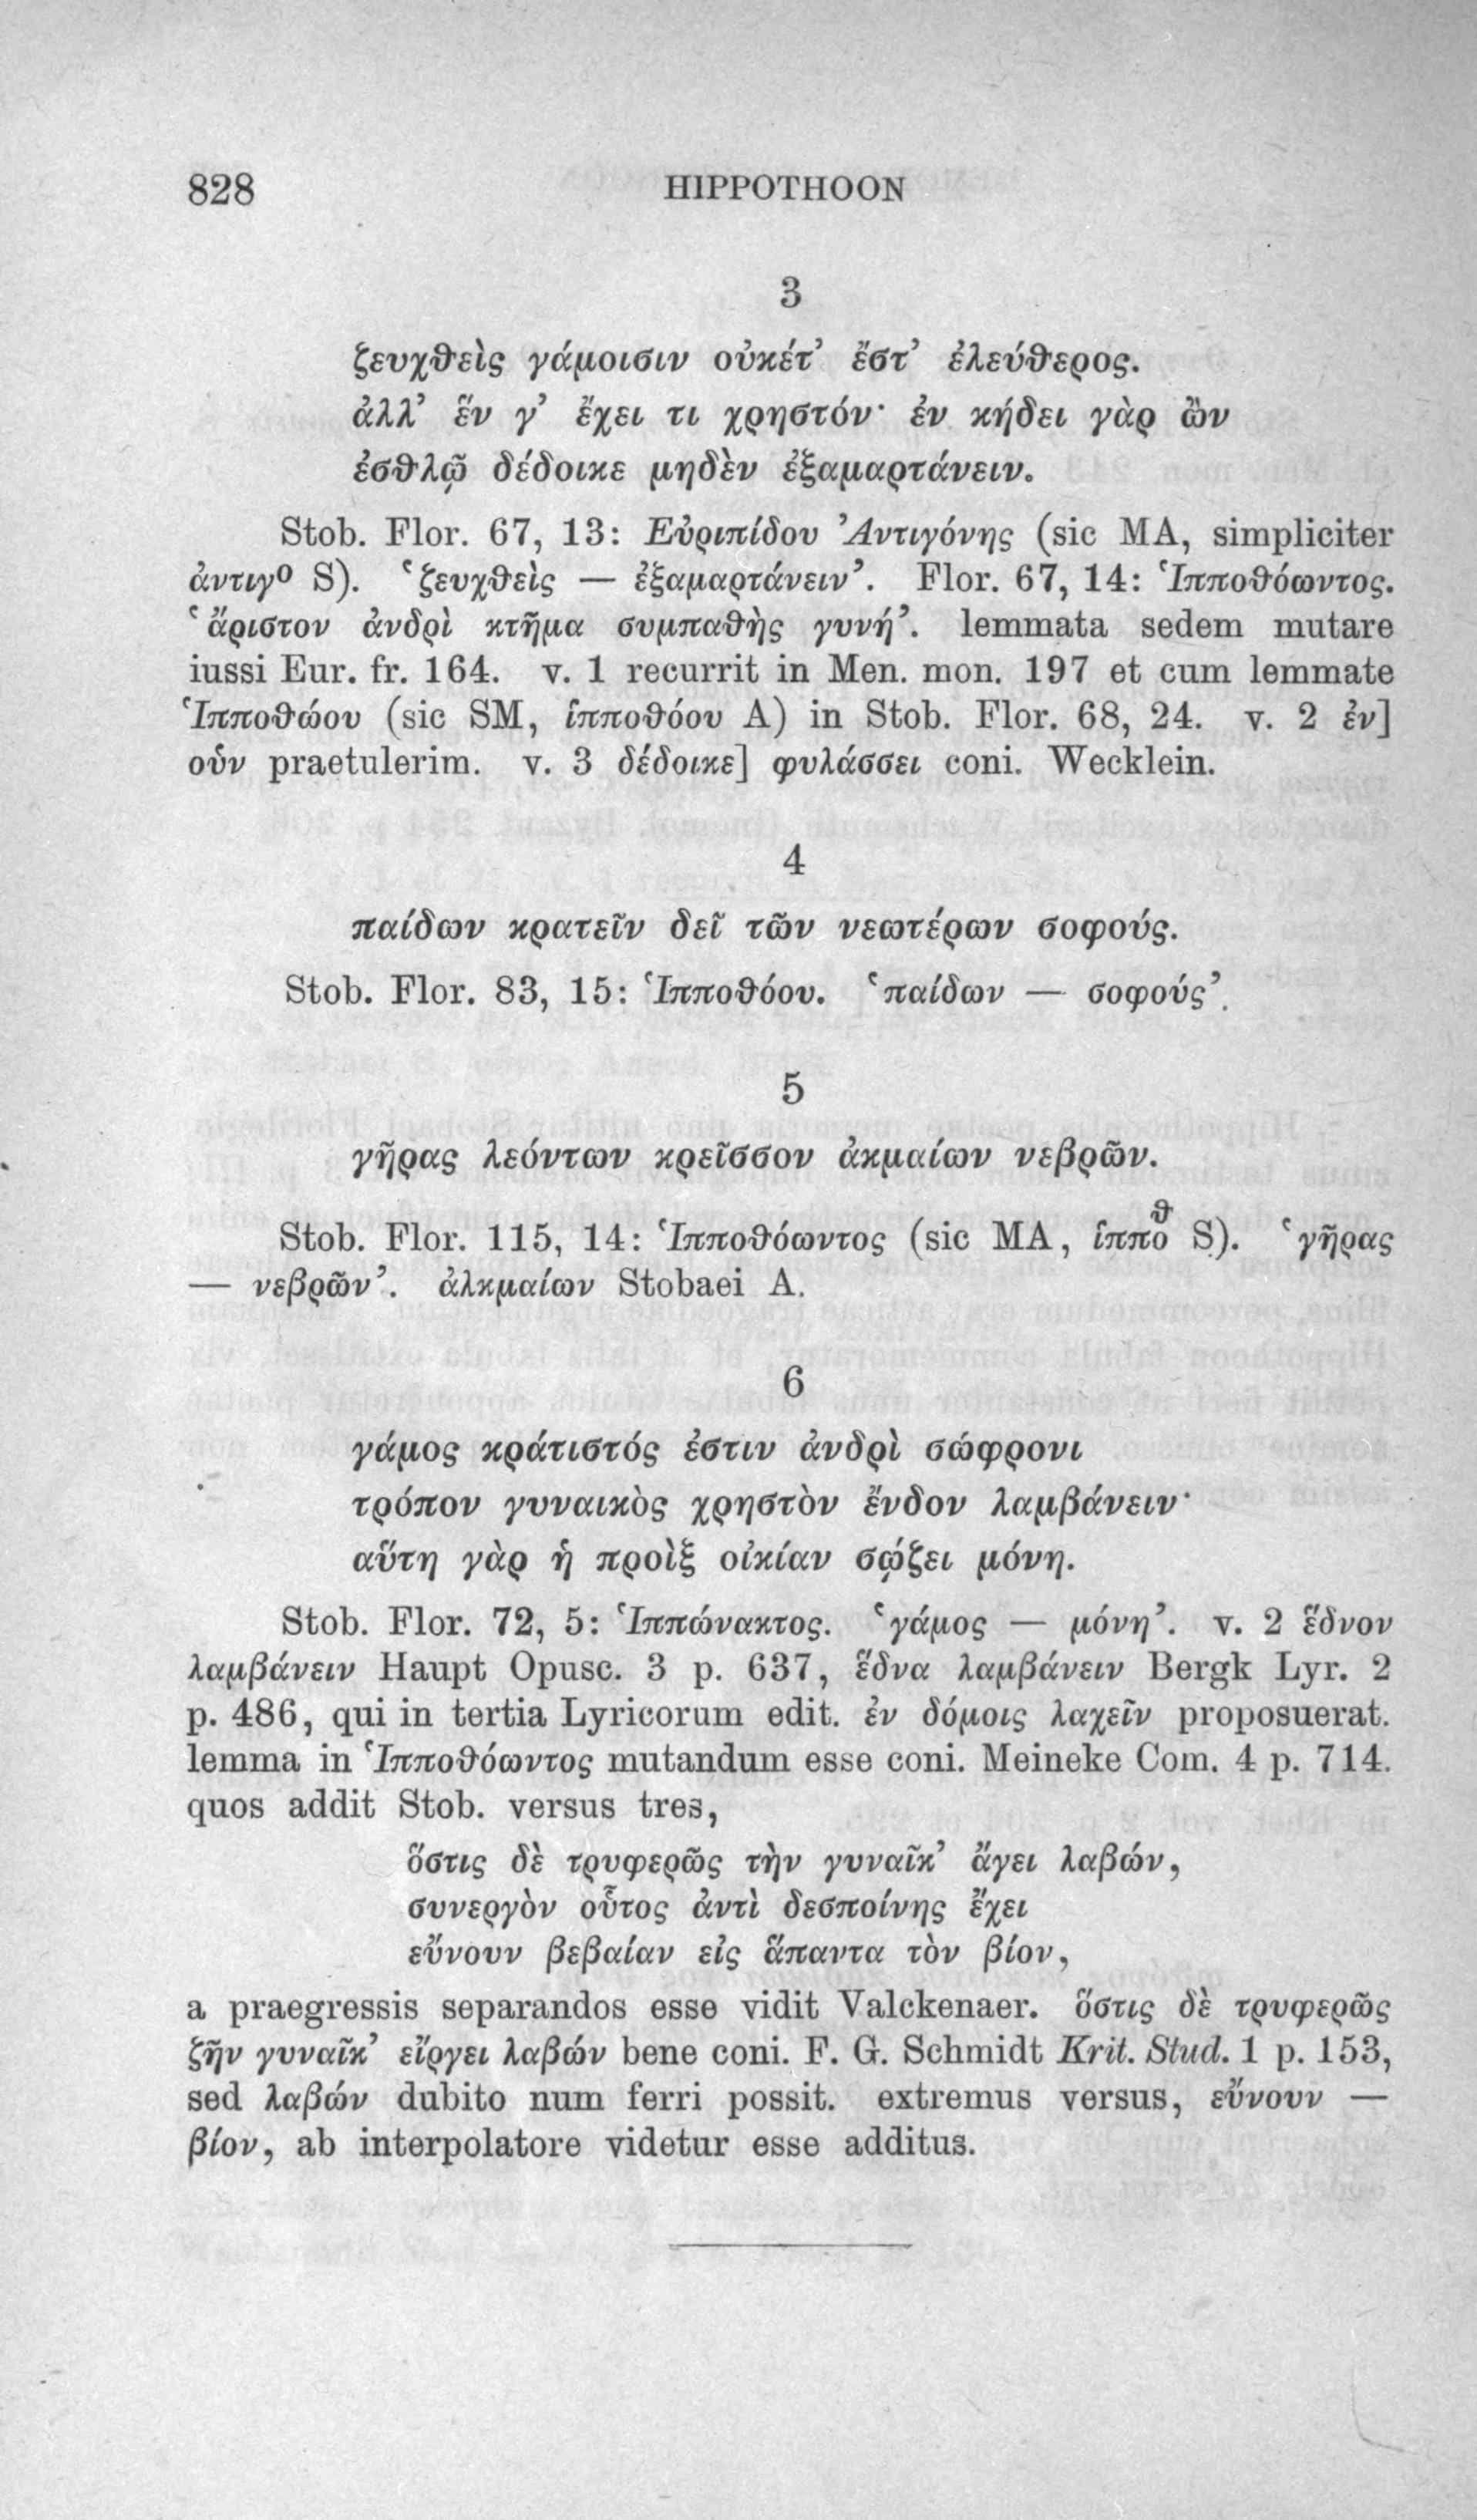 828 HIPPOTHOON
3
ζευχθεὶς γάμοισιν οὐκέτ’ ἔστ’ ἐλεύθερος.
ἀλλ’ ἕν γ’ ἔχει τι χρηστόν· ἐν κήδει γὰρ ὢν
ἐσθλῷ δέδοικε μηδὲν ἐξαμαρτάνειν.
Stob. Flor. 67, 13: Εὐριπίδου Ἀντιγόνης (sic MA, simpliciter
ἀντιγο S). ‘ζευχθεὶς — ἐξαμαρτάνειν’. Flor. 67, 14: Ἱπποθόωντος.
‘ἄριστον ἀνδρὶ κτῆμα συμπαθὴς γυνή’. lemmata sedem mutare
iussi Eur. fr. 164. v. 1 recurrit in Men. mon. 197 et cum lemmate
Ἱπποθώου (sic SM, ἱπποθόου A) in Stob. Flor. 68, 24. v. 2 ἐν]
οὑν praetulerim. v. 3 δέδοικε] φυλάσσει coni. Wecklein.
4
παίδων κρατεῖν δεῖ τῶν νεωτέρων σοφούς.
Stob. Flor. 83, 15: Ἱπποθόου. ‘παίδων — σοφούς’.
5
γῆρας λεόντων κρεῖσσον ἀκμαίων νεβρῶν.
Stob. Flor. 115, 14: Ἱπποθόωντος (sic MA, ἱππο θ S). ‘γῆρας
— νεβρῶν’. ἀλκμαίων Stobaei A.
6
γάμος κράτιστός ἐστιν ἀνδρὶ σώφρονι
τρόπον γυναικὸς χρηστὸν ἔνδον λαμβάνειν·
αὕτη γὰρ ἡ προὶξ οἰκίαν σῴζει μόνη.
Stob. Flor. 72, 5: Ἱππώνακτος. ‘γάμος — μόνη’. v. 2 ἕδνον
λαμβάνειν Haupt Opusc. 3 p. 637, ἕδνα λαμβάνειν Bergk Lyr. 2
p. 486, qui in tertia Lyricorum edit. ἐν δόμοις λαχεῖν proposuerat.
lemma in Ἱπποθόωντος mutandum esse coni. Meineke Com. 4 p. 714.
quos addit Stob. versus tres,
ὅστις δὲ τρυφερῶς τὴν γυναῖκ’ ἄγει λαβών,
συνεργὸν οὗτος ἀντὶ δεσποίνης ἔχει
εὔνουν βεβαίαν εἰς ἅπαντα τὸν βίον,
a praegressis separandos esse vidit Valckenaer. ὅστις δὲ τρυφερῶς
ζῆν γυναῖκ’ εἴργει λαβών bene coni. F. G. Schmidt Krit. Stud. 1 p. 153,
sed λαβών dubito num ferri possit. extremus versus, εὔνουν —
βίον, ab interpolatore videtur esse additus.